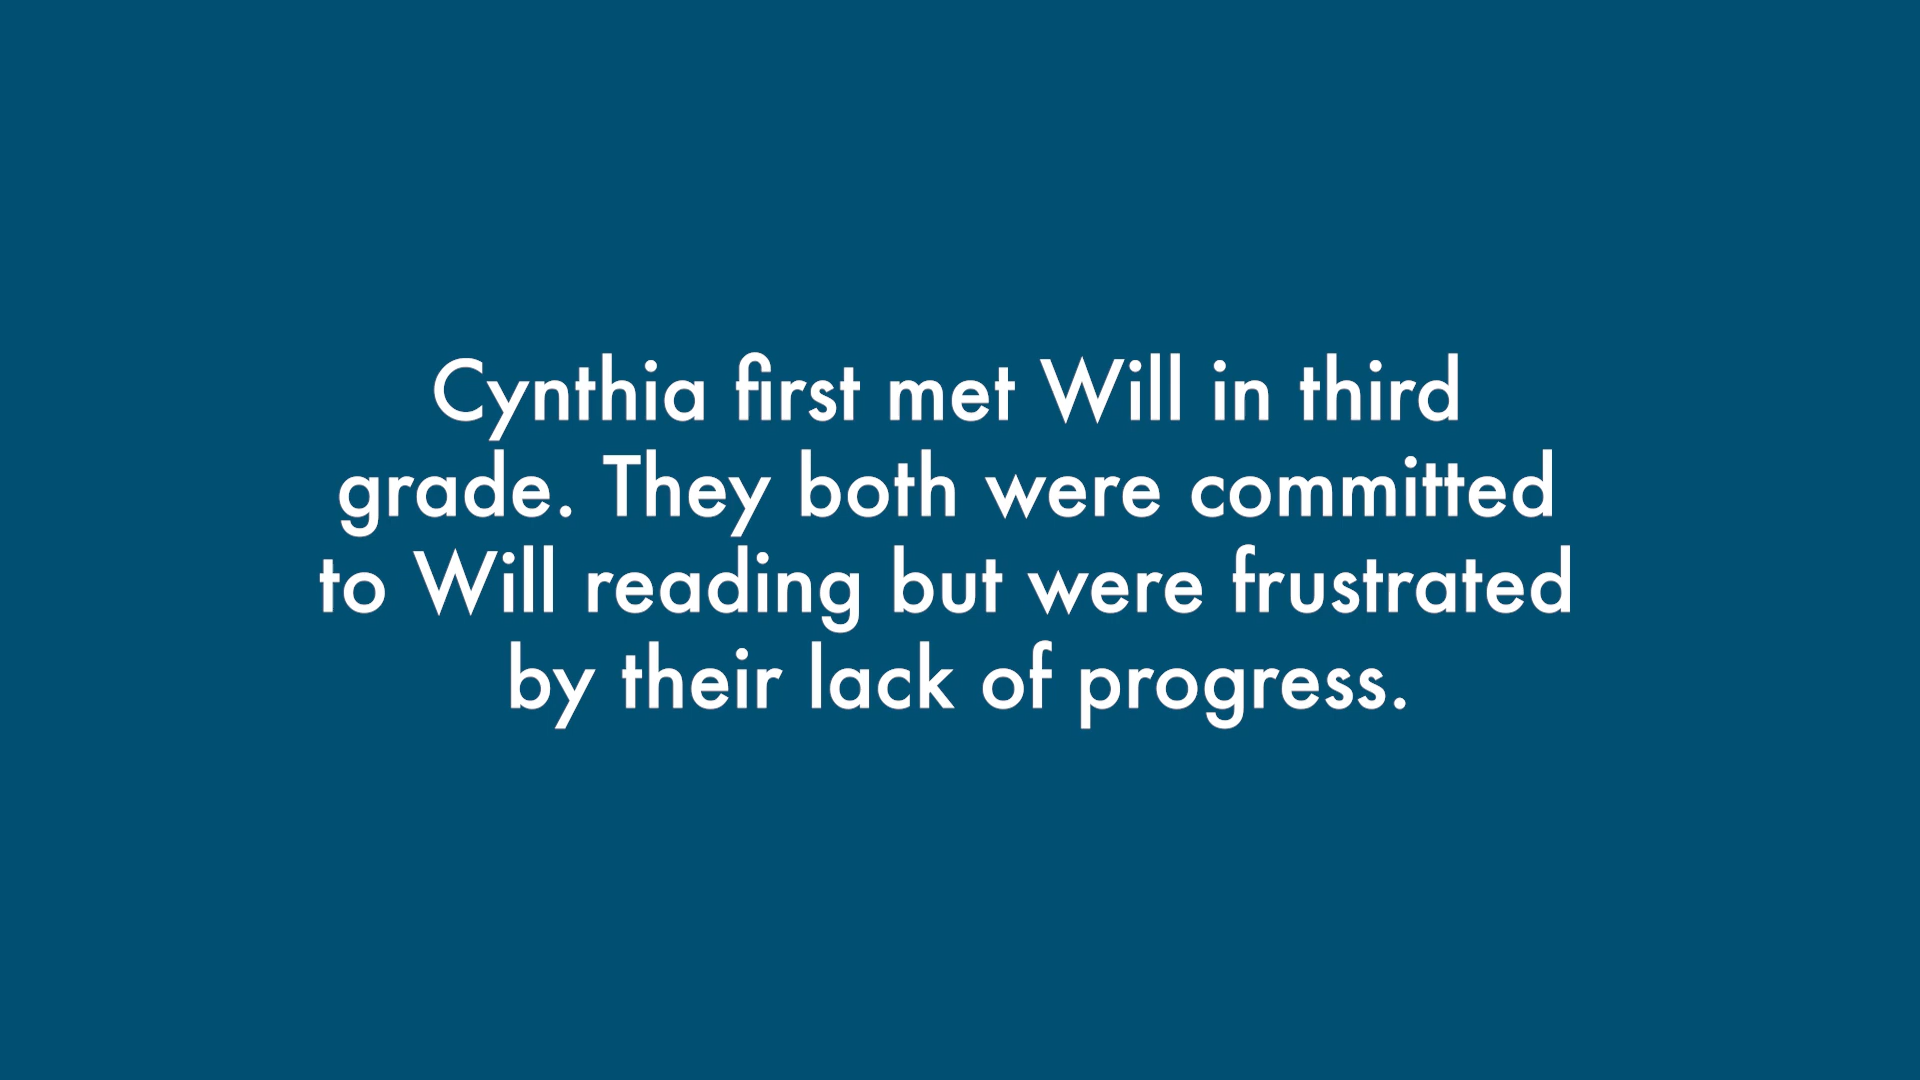 Cynthia first met Will in third
grade. They both were committed
to Will reading but were frustrated
by their lack of progress.